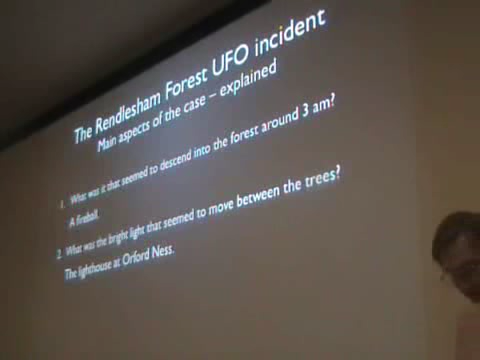 The Rendlesham Forest UFO incident
Main aspects of the case – explained
1. What was it that seemed to descend into the forest around 3 am?
A fireball.
2. What was the bright light that seemed to move between the trees?
The lighthouse at Orford Ness.